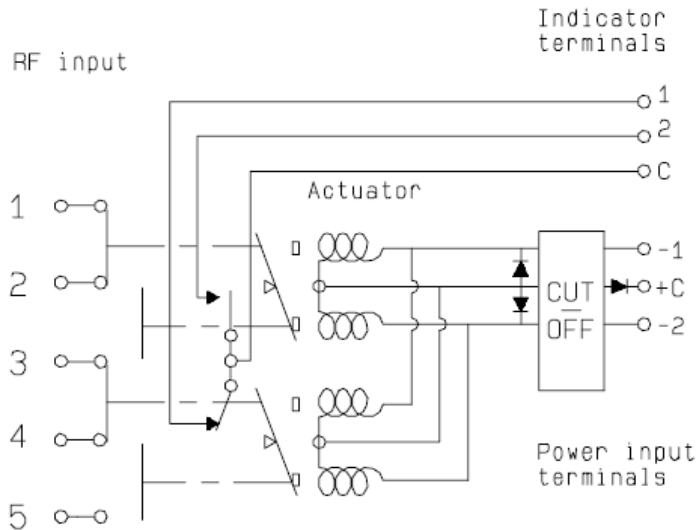 Indicator
terminals
RF input
1
2
C
Actuator
1
2
3
4
5
CUT
OFF
-1
+C
-2
Power input
terminals